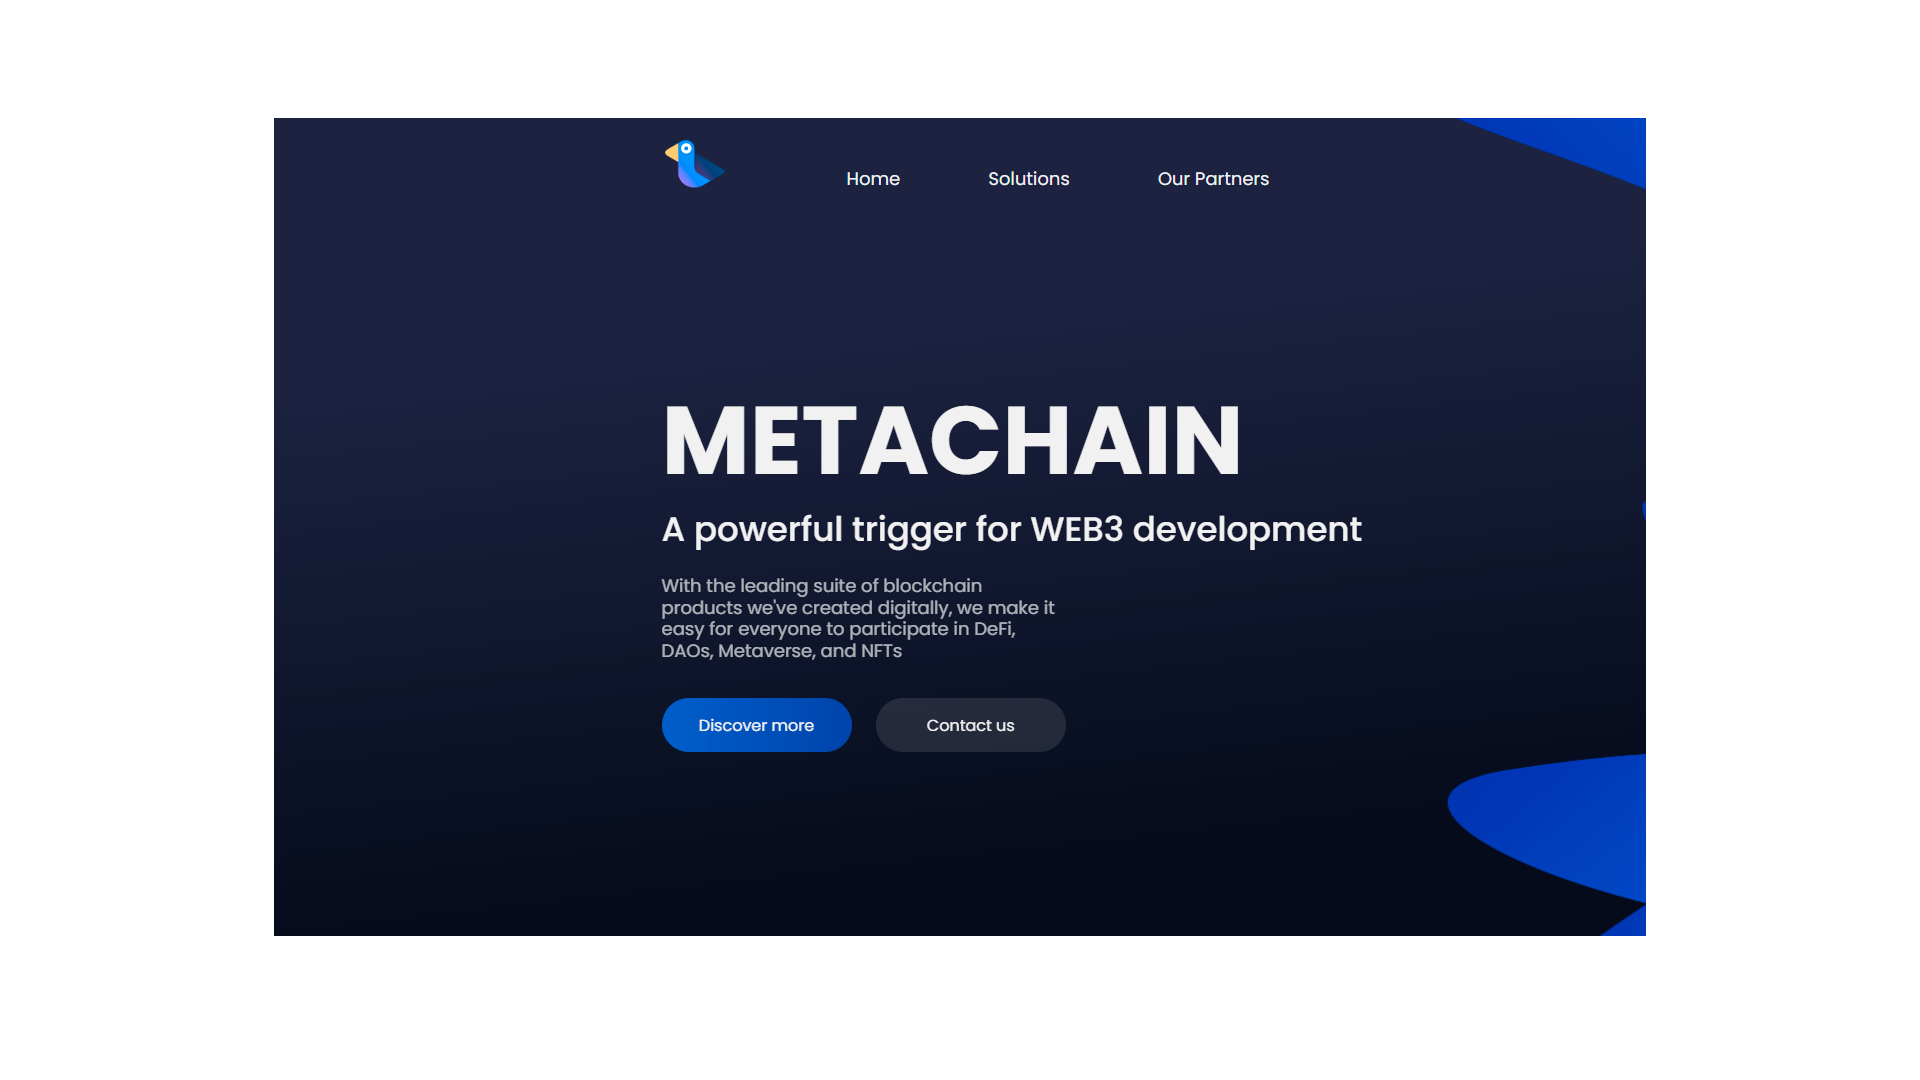 Home Solutions Our Partners
METACHAIN
A powerful trigger for WEB3 development
With the leading suite of blockchain
products we've created digitally, we make it
easy for everyone to participate in DeFi,
DAOs, Metaverse, and NFTs
Discover more Contact us